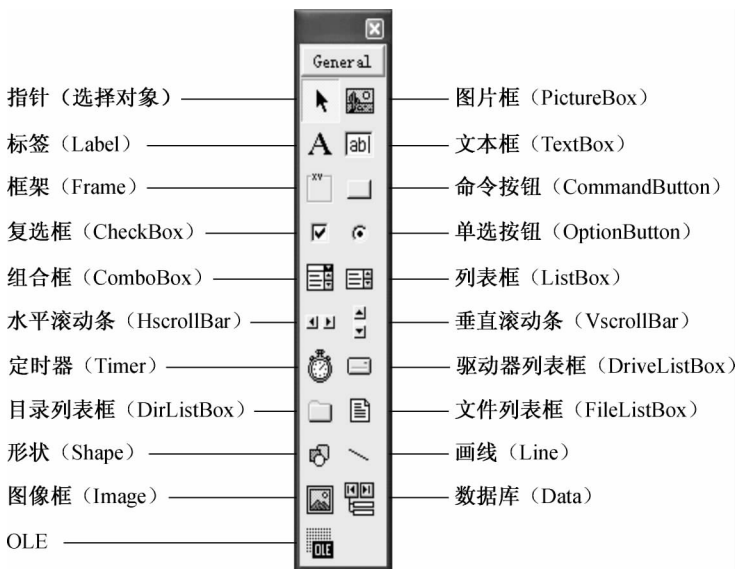 General
指针（选择对象）
图片框（PictureBox）
标签（Label）
A
ab
文本框（TextBox）
框架（Frame）
XY
命令按钮（CommandButton）
复选框（CheckBox）
单选按钮（OptionButton）
组合框（ComboBox）
列表框（ListBox）
水平滚动条（HscrollBar）
垂直滚动条（VscrollBar）
定时器（Timer）
驱动器列表框（DriveListBox）
目录列表框（DirListBox）
文件列表框（FileListBox）
形状（Shape）
画线（Line）
图像框（Image）
数据库（Data）
OLE
OLE